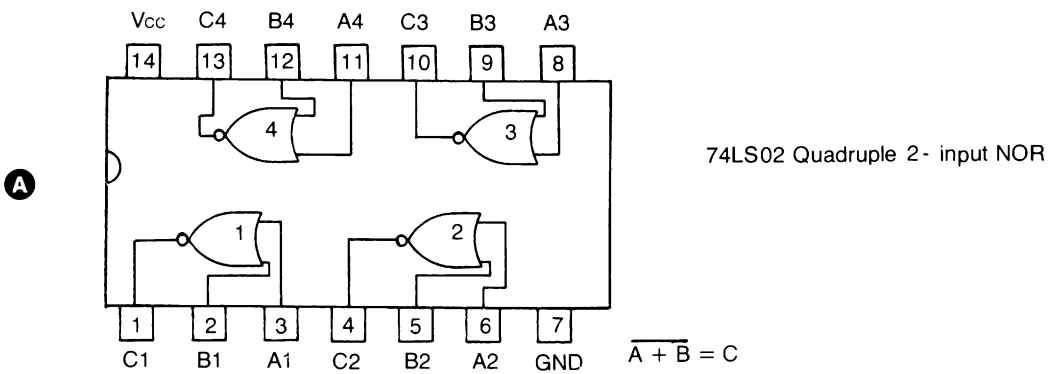 Vcc C4 B4 A4 C3 B3 A3
14 13 12 11 10 9 8
4 3
A
74LS02 Quadruple 2- input NOR
1 2
1 2 3 4 5 6 7
C1 B1 A1 C2 B2 A2 GND
A + B = C